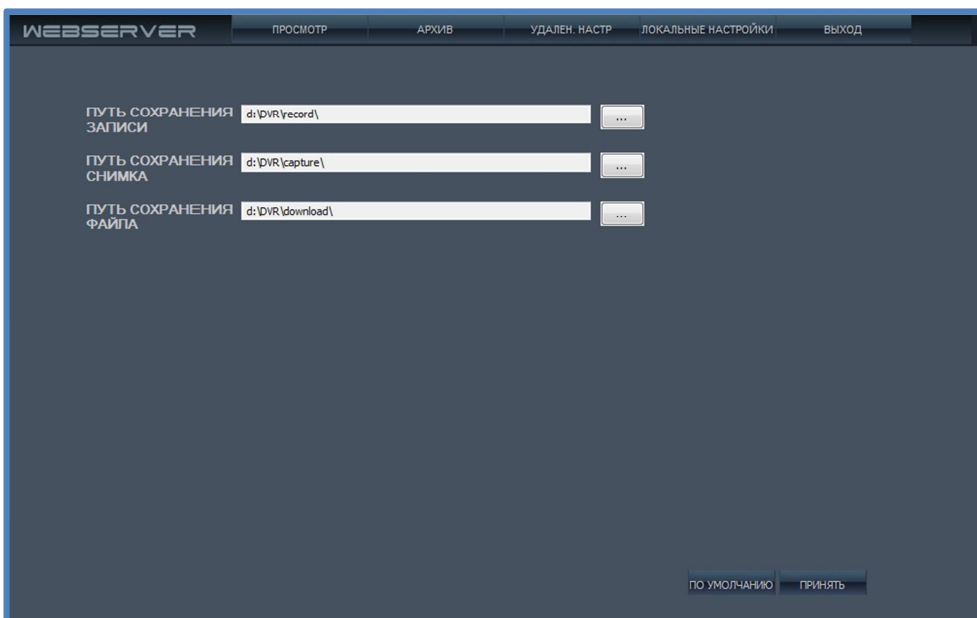 WEBSERVER ПРОСМОТР АРХИВ УДАЛЕН. НАСТР ЛОКАЛЬНЫЕ НАСТРОЙКИ ВЫХОД
ПУТЬ СОХРАНЕНИЯ
ЗАПИСИ
d:\DVR\record\ ...
ПУТЬ СОХРАНЕНИЯ
СНИМКА
d:\DVR\capture\ ...
ПУТЬ СОХРАНЕНИЯ
ФАЙЛА
d:\DVR\download\ ...
ПО УМОЛЧАНИЮ ПРИНЯТЬ